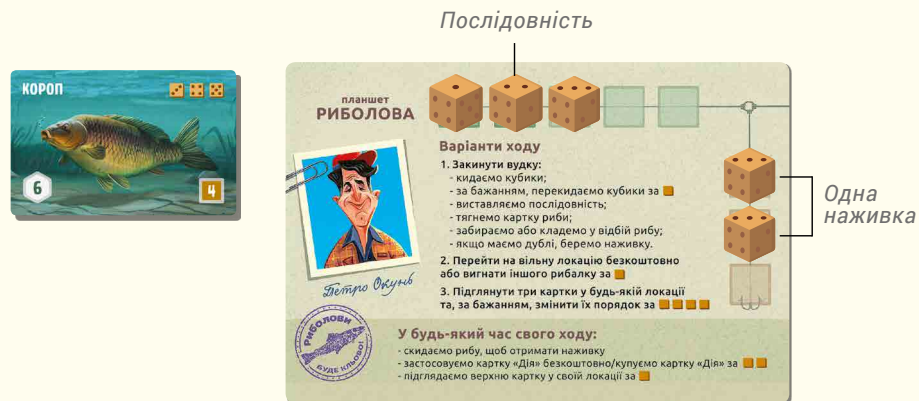 Послідовність
КОРОП
6
4
планшет
РИБОЛОВА
Варіанти ходу
1. Закинути вудку:
- кидаємо кубики;
- за бажанням, перекидаємо кубики за
- виставляємо послідовність;
- тягнемо картку риби;
- забираємо або кладемо у відбій рибу;
- якщо маємо дублі, беремо наживку.
2. Перейти на вільну локацію безкоштовно
або вигнати іншого рибалку за
3. Підглянути три картки у будь-якій локації
та, за бажанням, змінити їх порядок за
Петро Окунь
Одна
наживка
РИБОЛОВИ
БУДЕ КЛЬОВО!
У будь-який час свого ходу:
- скидаємо рибу, щоб отримати наживку
- застосовуємо картку «Дія» безкоштовно/купуємо картку «Дія» за
- підглядаємо верхню картку у своїй локації за